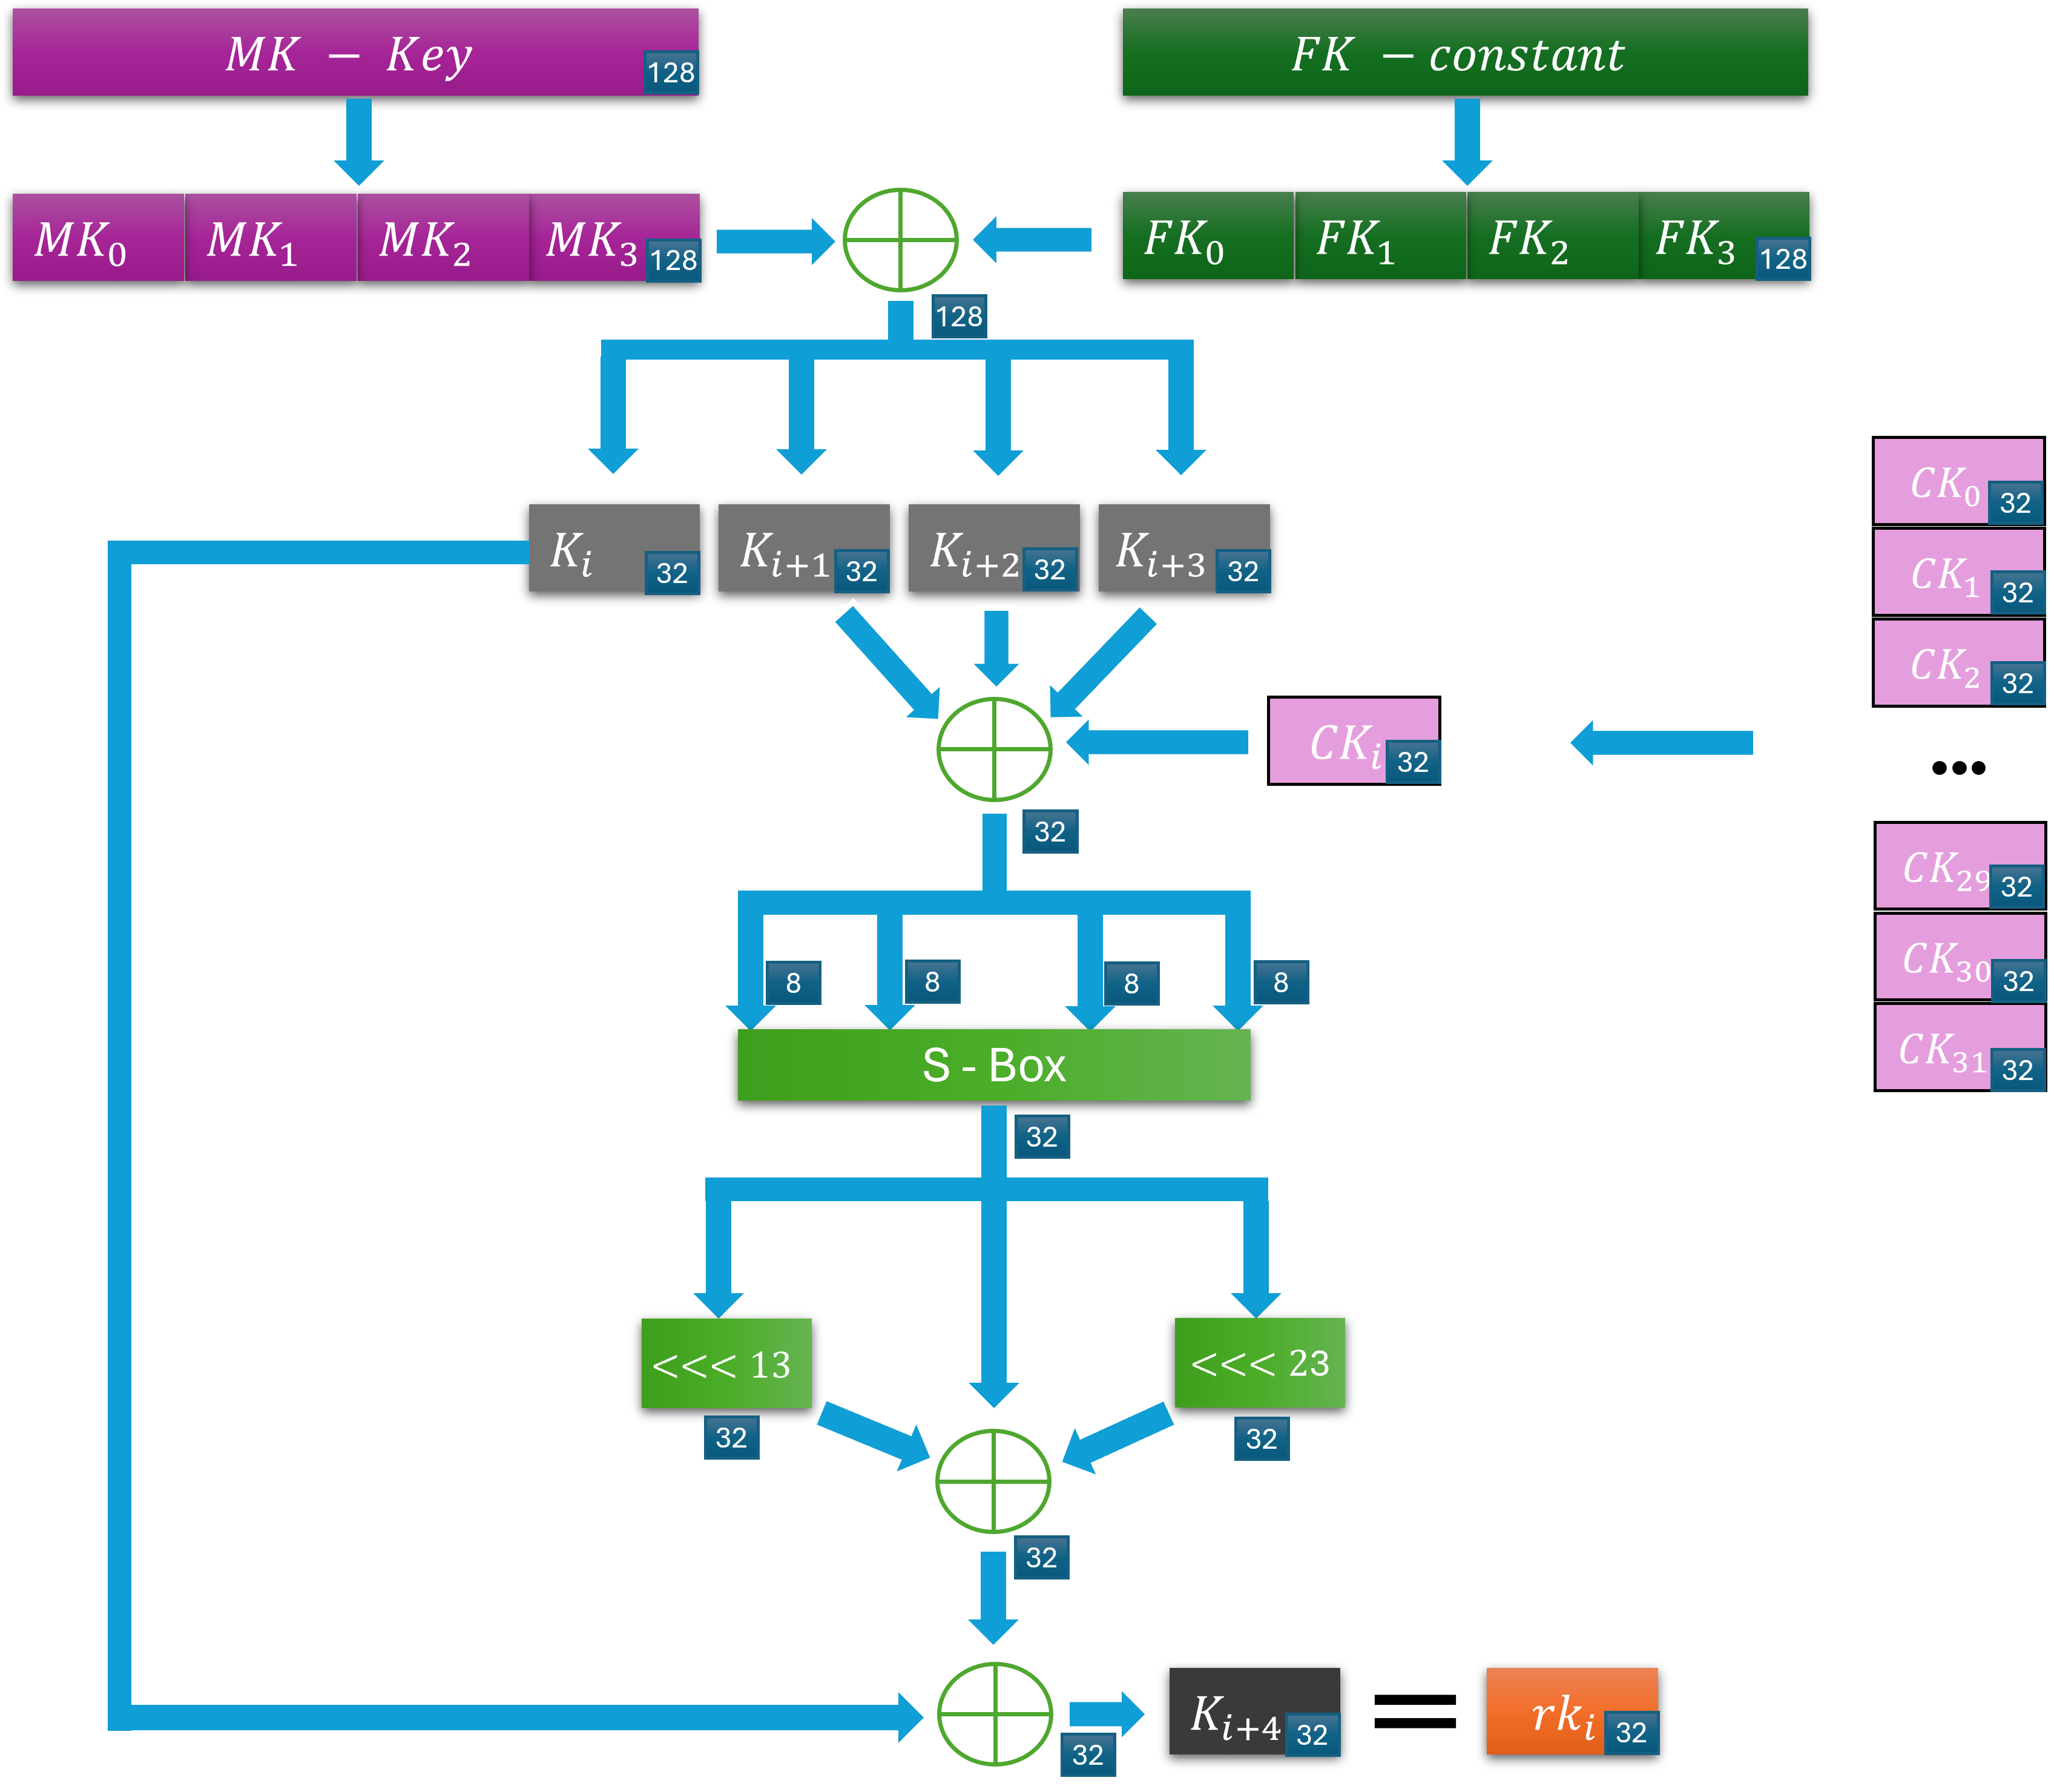 MK - Key
128
FK - constant
MK₀ MK₁ MK₂ MK₃ 128
FK₀ FK₁ FK₂ FK₃ 128
128
Kᵢ 32 Kᵢ₊₁ 32 Kᵢ₊₂ 32 Kᵢ₊₃ 32
CK₀ 32
CK₁ 32
CK₂ 32
CKᵢ 32
...
32
CK₂₉ 32
CK₃₀ 32
CK₃₁ 32
8 8 8 8
S - Box
32
<<< 13
<<< 23
32
32
32
Kᵢ₊₄ 32 = rkᵢ 32
32